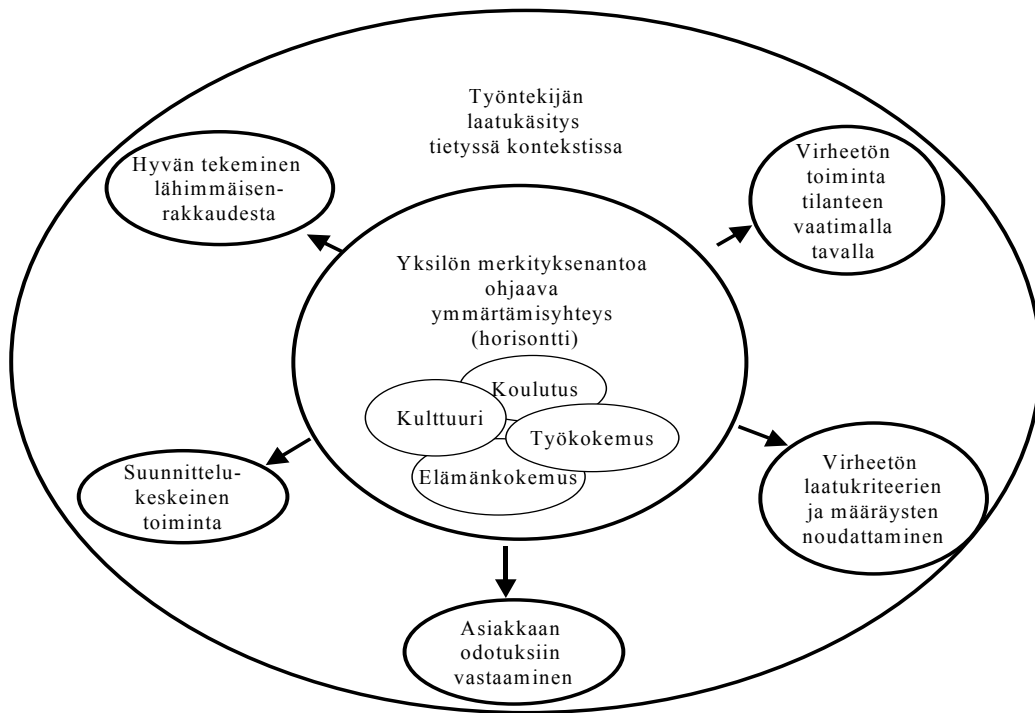 Työntekijän
laatukäsitys
tietyssä kontekstissa
Hyvän tekeminen
lähimmäisen-
rakkaudesta
Virheetön
toiminta
tilanteen
vaatimalla
tavalla
Yksilön merkityksenantoa
ohjaava
ymmärtämisyhteys
(horisontti)
Koulutus
Kulttuuri
Työkokemus
Elämänkokemus
Suunnittelu-
keskeinen
toiminta
Virheetön
laatukriteerien
ja määräysten
noudattaminen
Asiakkaan
odotuksiin
vastaaminen